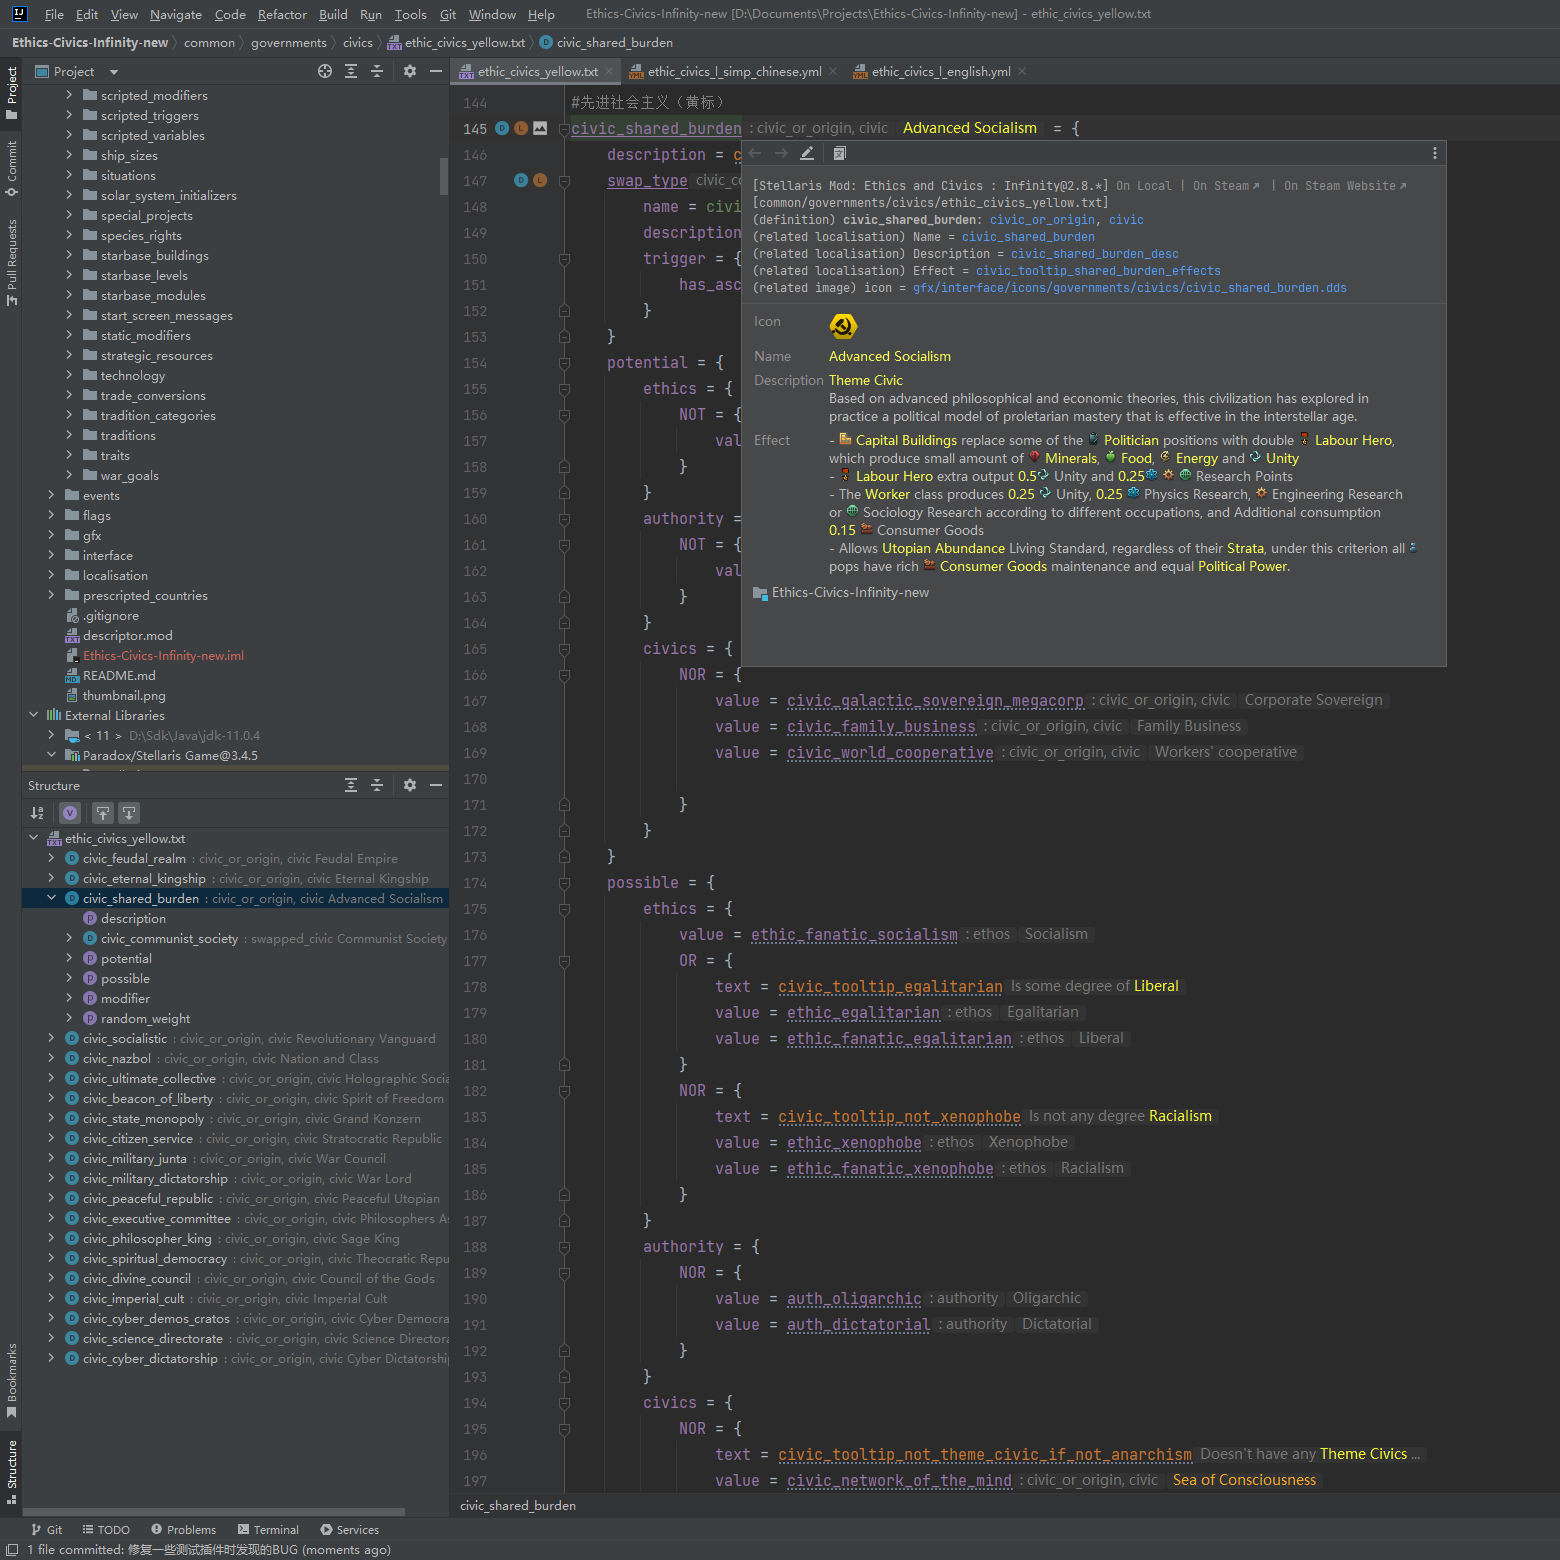 File Edit View Navigate Code Refactor Build Run Tools Git Window Help Ethics-Civics-Infinity-new [D:\Documents\Projects\Ethics-Civics-Infinity-new] - ethic_civics_yellow.txt
Ethics-Civics-Infinity-new common governments civics ethic_civics_yellow.txt civic_shared_burden
Project
Commit
Pull Requests
Bookmarks
Structure
Project
scripted_modifiers
scripted_triggers
scripted_variables
ship_sizes
situations
solar_system_initializers
special_projects
species_rights
starbase_buildings
starbase_levels
starbase_modules
start_screen_messages
static_modifiers
strategic_resources
technology
trade_conversions
tradition_categories
traditions
traits
war_goals
events
flags
gfx
interface
localisation
prescripted_countries
.gitignore
descriptor.mod
Ethics-Civics-Infinity-new.iml
README.md
thumbnail.png
External Libraries
< 11 > D:\Sdk\Java\jdk-11.0.4
Paradox/Stellaris Game@3.4.5
Structure
ethic_civics_yellow.txt
civic_feudal_realm : civic_or_origin, civic Feudal Empire
civic_eternal_kingship : civic_or_origin, civic Eternal Kingship
civic_shared_burden : civic_or_origin, civic Advanced Socialism
description
civic_communist_society : swapped_civic Communist Society
potential
possible
modifier
random_weight
civic_socialistic : civic_or_origin, civic Revolutionary Vanguard
civic_nazbol : civic_or_origin, civic Nation and Class
civic_ultimate_collective : civic_or_origin, civic Holographic Socia
civic_beacon_of_liberty : civic_or_origin, civic Spirit of Freedom
civic_state_monopoly : civic_or_origin, civic Grand Konzern
civic_citizen_service : civic_or_origin, civic Stratocratic Republic
civic_military_junta : civic_or_origin, civic War Council
civic_military_dictatorship : civic_or_origin, civic War Lord
civic_peaceful_republic : civic_or_origin, civic Peaceful Utopian
civic_executive_committee : civic_or_origin, civic Philosophers As
civic_philosopher_king : civic_or_origin, civic Sage King
civic_spiritual_democracy : civic_or_origin, civic Theocratic Repu
civic_divine_council : civic_or_origin, civic Council of the Gods
civic_imperial_cult : civic_or_origin, civic Imperial Cult
civic_cyber_demos_cratos : civic_or_origin, civic Cyber Democra
civic_science_directorate : civic_or_origin, civic Science Directora
civic_cyber_dictatorship : civic_or_origin, civic Cyber Dictatorshi
ethic_civics_yellow.txt ethic_civics_l_simp_chinese.yml ethic_civics_l_english.yml
144 #先进社会主义（黄标）
145 civic_shared_burden : civic_or_origin, civic Advanced Socialism = {
146 description = c
147 swap_type civic_co
148 name = civi
149 description
150 trigger = {
151 has_asc
152 }
153 }
154 potential = {
155 ethics = {
156 NOT = {
157 val
158 }
159 }
160 authority =
161 NOT = {
162 val
163 }
164 }
165 civics = {
166 NOR = {
167 value = civic_galactic_sovereign_megacorp : civic_or_origin, civic Corporate Sovereign
168 value = civic_family_business : civic_or_origin, civic Family Business
169 value = civic_world_cooperative : civic_or_origin, civic Workers' cooperative
170
171 }
172 }
173 }
174 possible = {
175 ethics = {
176 value = ethic_fanatic_socialism : ethos Socialism
177 OR = {
178 text = civic_tooltip_egalitarian Is some degree of Liberal
179 value = ethic_egalitarian : ethos Egalitarian
180 value = ethic_fanatic_egalitarian : ethos Liberal
181 }
182 NOR = {
183 text = civic_tooltip_not_xenophobe Is not any degree Racialism
184 value = ethic_xenophobe : ethos Xenophobe
185 value = ethic_fanatic_xenophobe : ethos Racialism
186 }
187 }
188 authority = {
189 NOR = {
190 value = auth_oligarchic : authority Oligarchic
191 value = auth_dictatorial : authority Dictatorial
192 }
193 }
194 civics = {
195 NOR = {
196 text = civic_tooltip_not_theme_civic_if_not_anarchism Doesn't have any Theme Civics ...
197 value = civic_network_of_the_mind : civic_or_origin, civic Sea of Consciousness
[Stellaris Mod: Ethics and Civics : Infinity@2.8.*] On Local | On Steam | On Steam Website
[common/governments/civics/ethic_civics_yellow.txt]
(definition) civic_shared_burden: civic_or_origin, civic
(related localisation) Name = civic_shared_burden
(related localisation) Description = civic_shared_burden_desc
(related localisation) Effect = civic_tooltip_shared_burden_effects
(related image) icon = gfx/interface/icons/governments/civics/civic_shared_burden.dds
Icon
Name Advanced Socialism
Description Theme Civic
Based on advanced philosophical and economic theories, this civilization has explored in
practice a political model of proletarian mastery that is effective in the interstellar age.
Effect - Capital Buildings replace some of the Politician positions with double Labour Hero,
which produce small amount of Minerals, Food, Energy and Unity
- Labour Hero extra output 0.5 Unity and 0.25 Research Points
- The Worker class produces 0.25 Unity, 0.25 Physics Research, Engineering Research
or Sociology Research according to different occupations, and Additional consumption
0.15 Consumer Goods
- Allows Utopian Abundance Living Standard, regardless of their Strata, under this criterion all
pops have rich Consumer Goods maintenance and equal Political Power.
Ethics-Civics-Infinity-new
civic_shared_burden
Git TODO Problems Terminal Services
1 file committed: 修复一些测试插件时发现的BUG (moments ago)